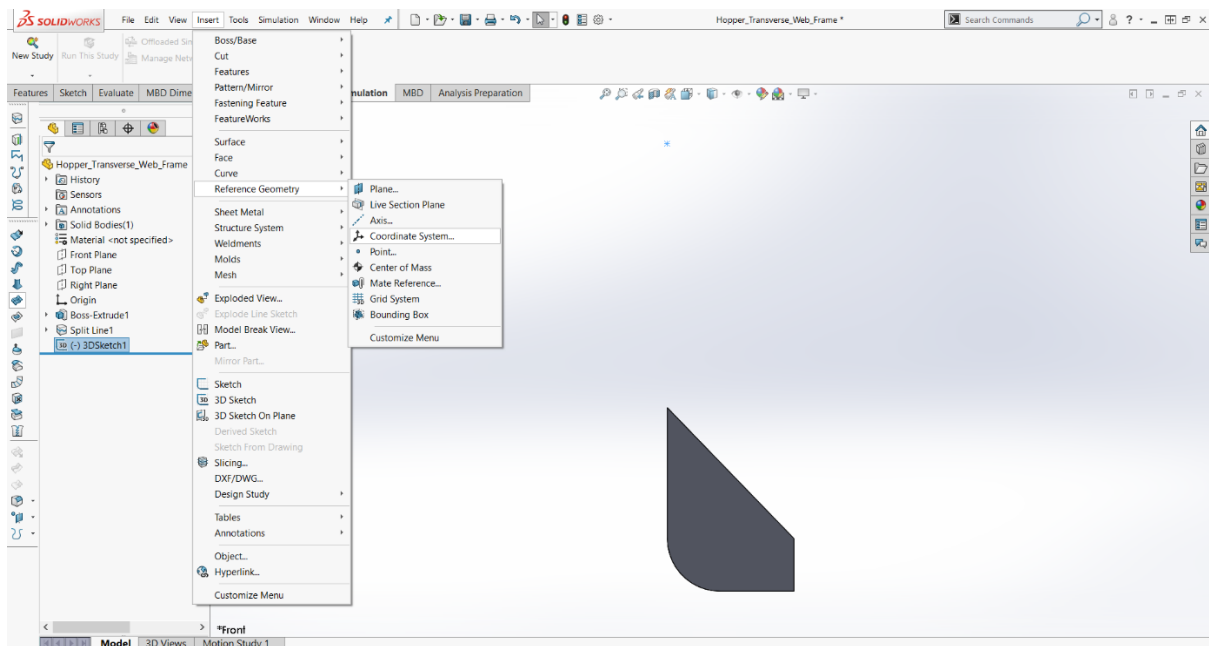 SOLIDWORKS File Edit View Insert Tools Simulation Window Help Hopper_Transverse_Web_Frame * Search Commands
New Study Run This Study Offloaded Sin
Manage Netw
Features Sketch Evaluate MBD Dime nulation MBD Analysis Preparation
Hopper_Transverse_Web_Frame
History
Sensors
Annotations
Solid Bodies(1)
Material <not specified>
Front Plane
Top Plane
Right Plane
Origin
Boss-Extrude1
Split Line1
3D (-) 3DSketch1
Boss/Base
Cut
Features
Pattern/Mirror
Fastening Feature
FeatureWorks
Surface
Face
Curve
Reference Geometry
Sheet Metal
Structure System
Weldments
Molds
Mesh
Exploded View...
Explode Line Sketch
Model Break View...
Part...
Mirror Part...
Sketch
3D 3D Sketch
3D Sketch On Plane
Derived Sketch
Sketch From Drawing
Slicing...
DXF/DWG...
Design Study
Tables
Annotations
Object...
Hyperlink...
Customize Menu
Plane...
Live Section Plane
Axis...
Coordinate System...
Point...
Center of Mass
Mate Reference...
Grid System
Bounding Box
Customize Menu
*Front
Model 3D Views Motion Study 1